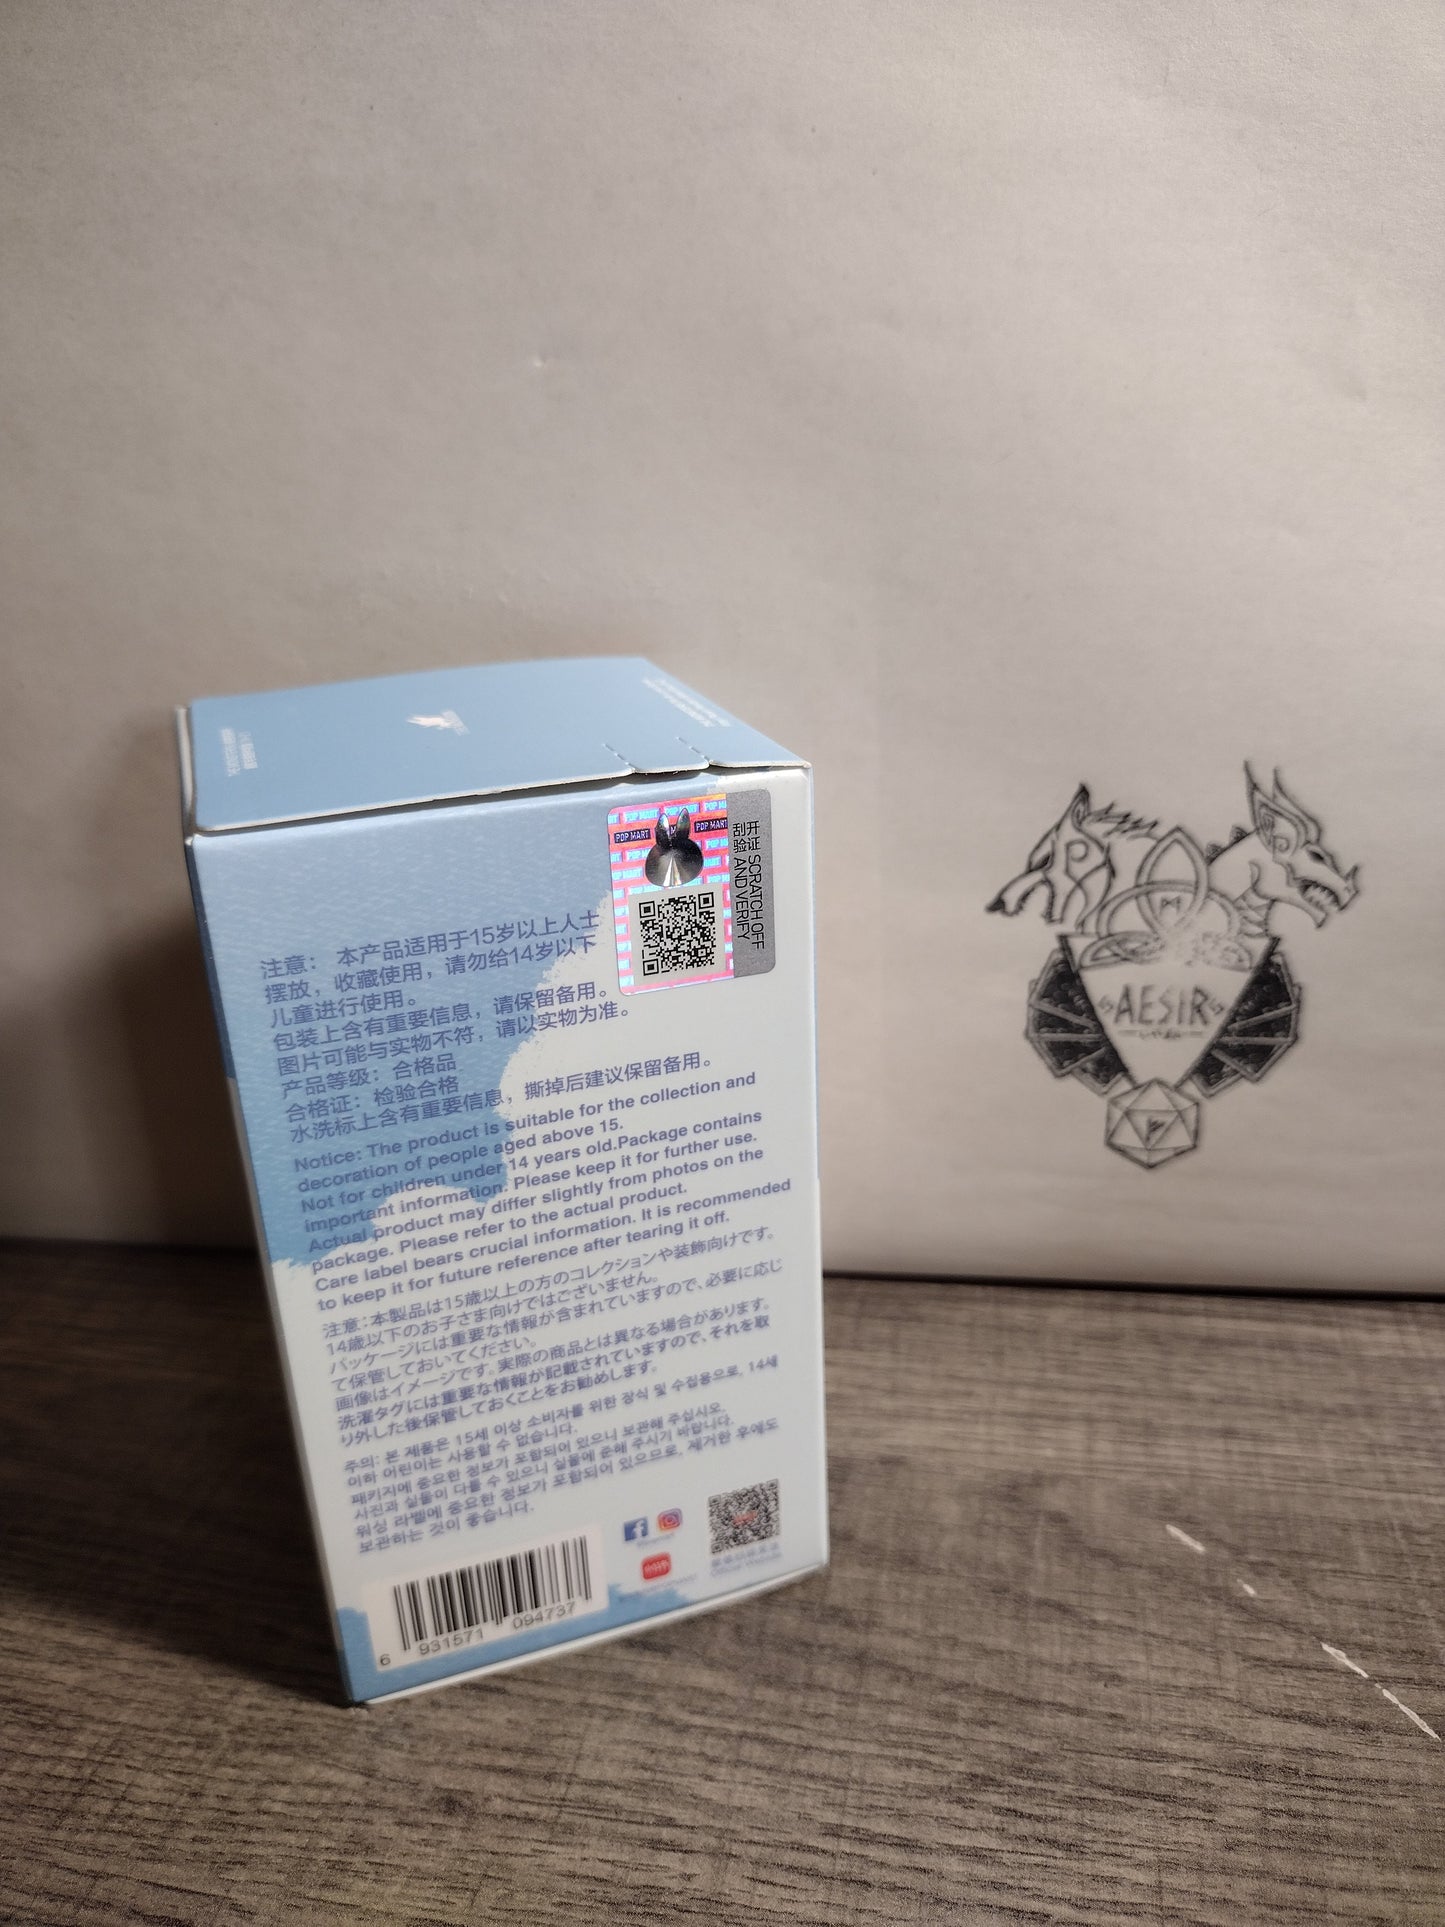 POP MART
POP MART
开证 SCRATCH OFF
刮验 AND VERIFY
注意： 本产品适用于15岁以上人士
摆放，收藏使用，请勿给14岁以下
儿童进行使用。
包装上含有重要信息，请保留备用。
图片可能与实物不符，请以实物为准。
产品等级：合格品
合格证：检验合格
水洗标上含有重要信息，撕掉后建议保留备用。
Notice: The product is suitable for the collection and
decoration of people aged above 15.
Not for children under 14 years old.Package contains
important information. Please keep it for further use.
Actual product may differ slightly from photos on the
package. Please refer to the actual product.
Care label bears crucial information. It is recommended
to keep it for future reference after tearing it off.
注意：本製品は15歳以上の方のコレクションや装飾向けです。
14歳以下のお子さま向けではございません。
パッケージには重要な情報が含まれていますので、必要に応じ
て保管しておいてください。
画像はイメージです。実際の商品とは異なる場合があります。
洗濯タグには重要な情報が記載されていますので、それを取
り外した後保管しておくことをお勧めします。
주의: 본 제품은 15세 이상 소비자를 위한 장식 및 수집용으로, 14세
이하 어린이는 사용할 수 없습니다.
패키지에 중요한 정보가 포함되어 있으니 보관해 주십시오.
사진과 실물이 다를 수 있으니 실물에 준해 주시기 바랍니다.
워싱 라벨에 중요한 정보가 포함되어 있으므로, 제거한 후에도
보관하는 것이 좋습니다.
6 931571 094737
AESIR